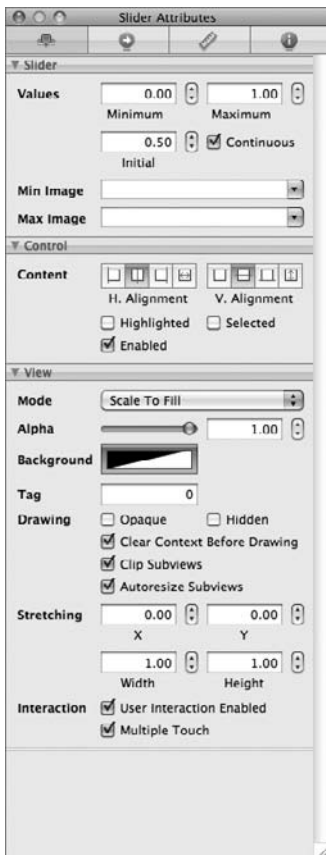 Slider Attributes
Slider
Values 0.00 1.00
Minimum Maximum
0.50 Continuous
Initial
Min Image
Max Image
Control
Content
H. Alignment V. Alignment
Highlighted Selected
Enabled
View
Mode Scale To Fill
Alpha 1.00
Background
Tag 0
Drawing Opaque Hidden
Clear Context Before Drawing
Clip Subviews
Autoresize Subviews
Stretching 0.00 0.00
X Y
1.00 1.00
Width Height
Interaction User Interaction Enabled
Multiple Touch